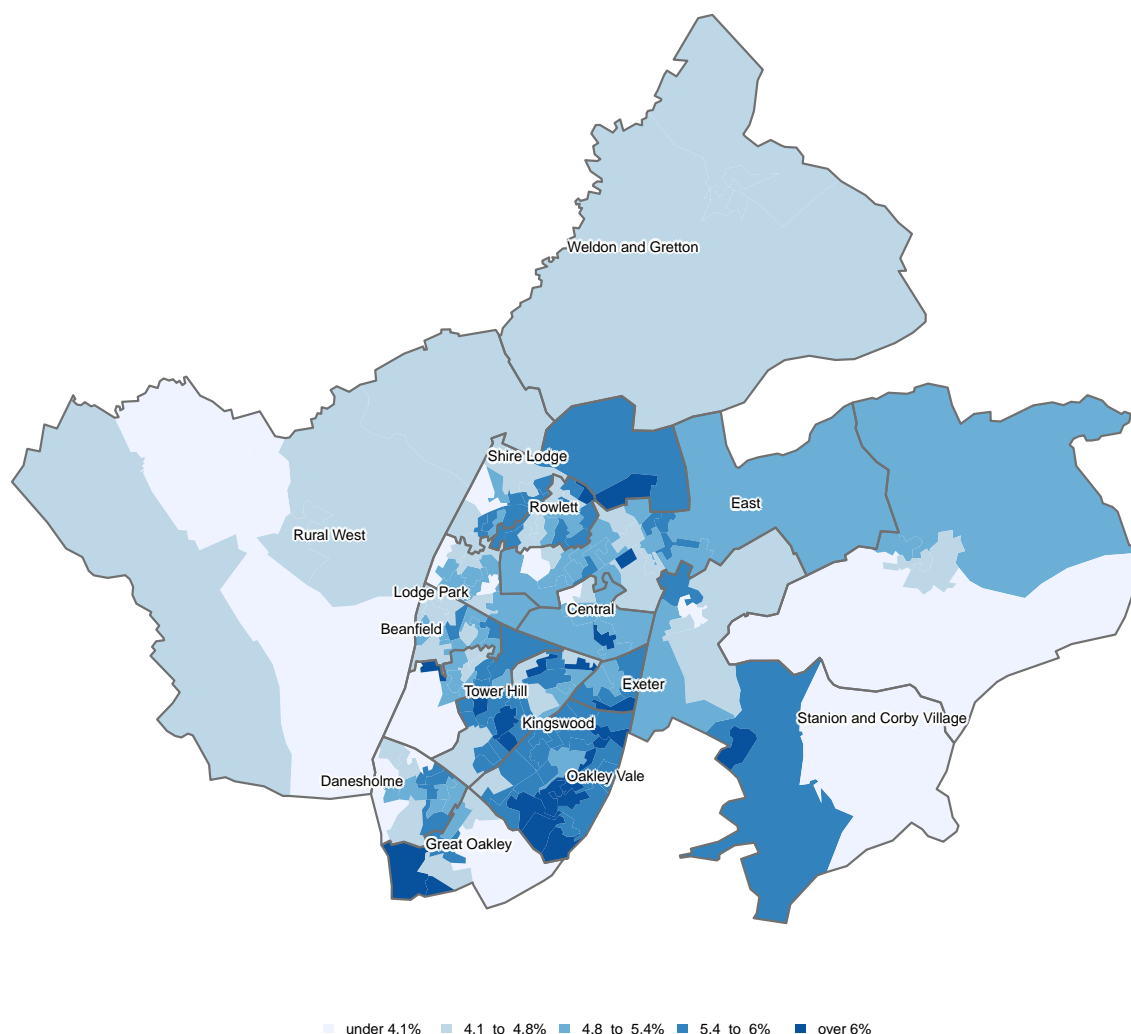 Weldon and Gretton
Shire Lodge
Rowlett
East
Rural West
Lodge Park
Central
Beanfield
Exeter
Tower Hill
Kingswood
Stanion and Corby Village
Oakley Vale
Danesholme
Great Oakley
under 4.1% 4.1 to 4.8% 4.8 to 5.4% 5.4 to 6% over 6%